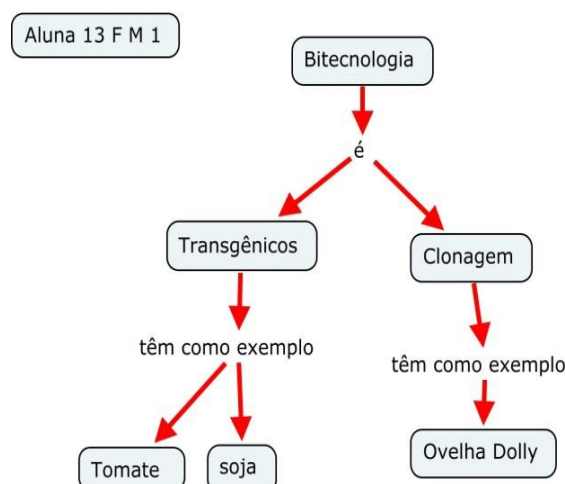 Aluna 13 F M 1
Bitecnologia
é
Transgênicos
Clonagem
têm como exemplo
têm como exemplo
Tomate
soja
Ovelha Dolly